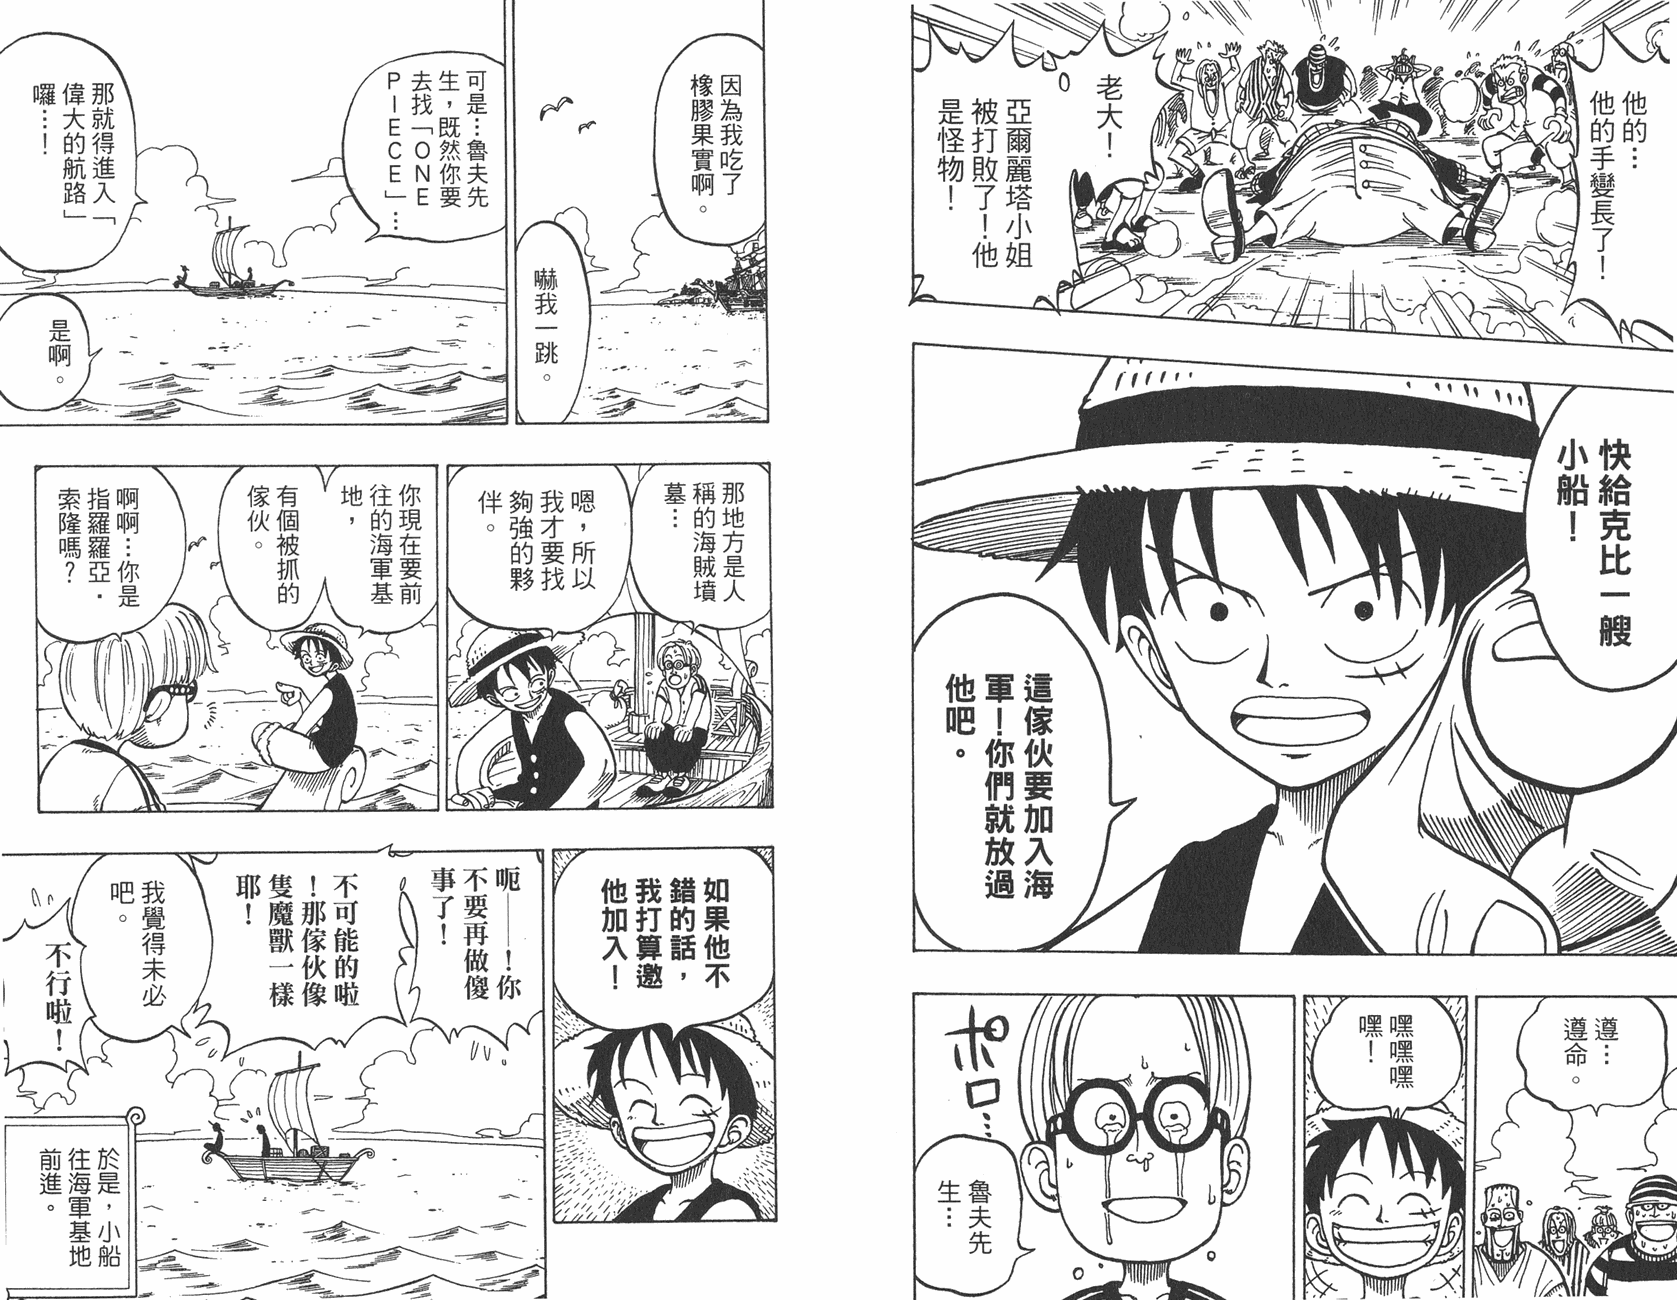 他的…
他的手變長了！
老大！
亞爾麗塔小姐
被打敗了！他
是怪物！
快給克比一艘
小船！
這傢伙要加入海
軍！你們就放過
他吧。
遵…
遵命。
嘿嘿嘿
嘿！
ポロ…
魯夫先
生…
因為我吃了
橡膠果實啊。
嚇我一跳。
可是…魯夫先
生，既然你要
去找「ONE
PIECE」…
那就得進入「
偉大的航路」
囉…！
是啊。
那地方是人
稱的海賊墳
墓…
嗯，所以
我才要找
夠強的夥
伴。
你現在要前
往的海軍基
地，
有個被抓的
傢伙。
啊啊…你是
指羅羅亞·
索隆嗎？
如果他不
錯的話，
我打算邀
他加入！
呃——！你
不要再做傻
事了！
不可能的啦
！那傢伙像
隻魔獸一樣
耶！
我覺得未必
吧。
不行啦！
於是，小船
往海軍基地
前進。